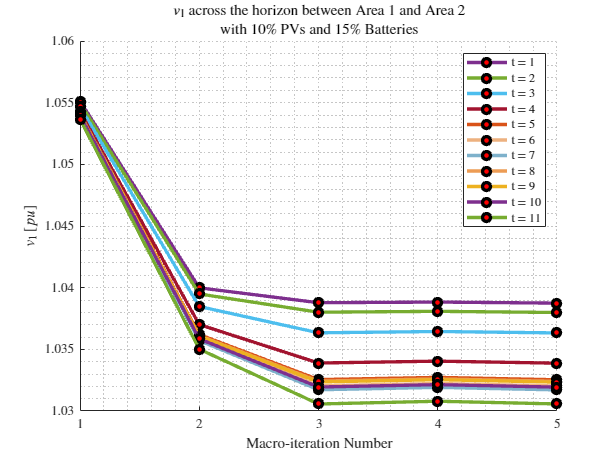 v1 across the horizon between Area 1 and Area 2
with 10% PVs and 15% Batteries
1.06
1.055
1.05
1.045
1.04
1.035
1.03
v1 [pu]
t = 1
t = 2
t = 3
t = 4
t = 5
t = 6
t = 7
t = 8
t = 9
t = 10
t = 11
1 2 3 4 5
Macro-iteration Number